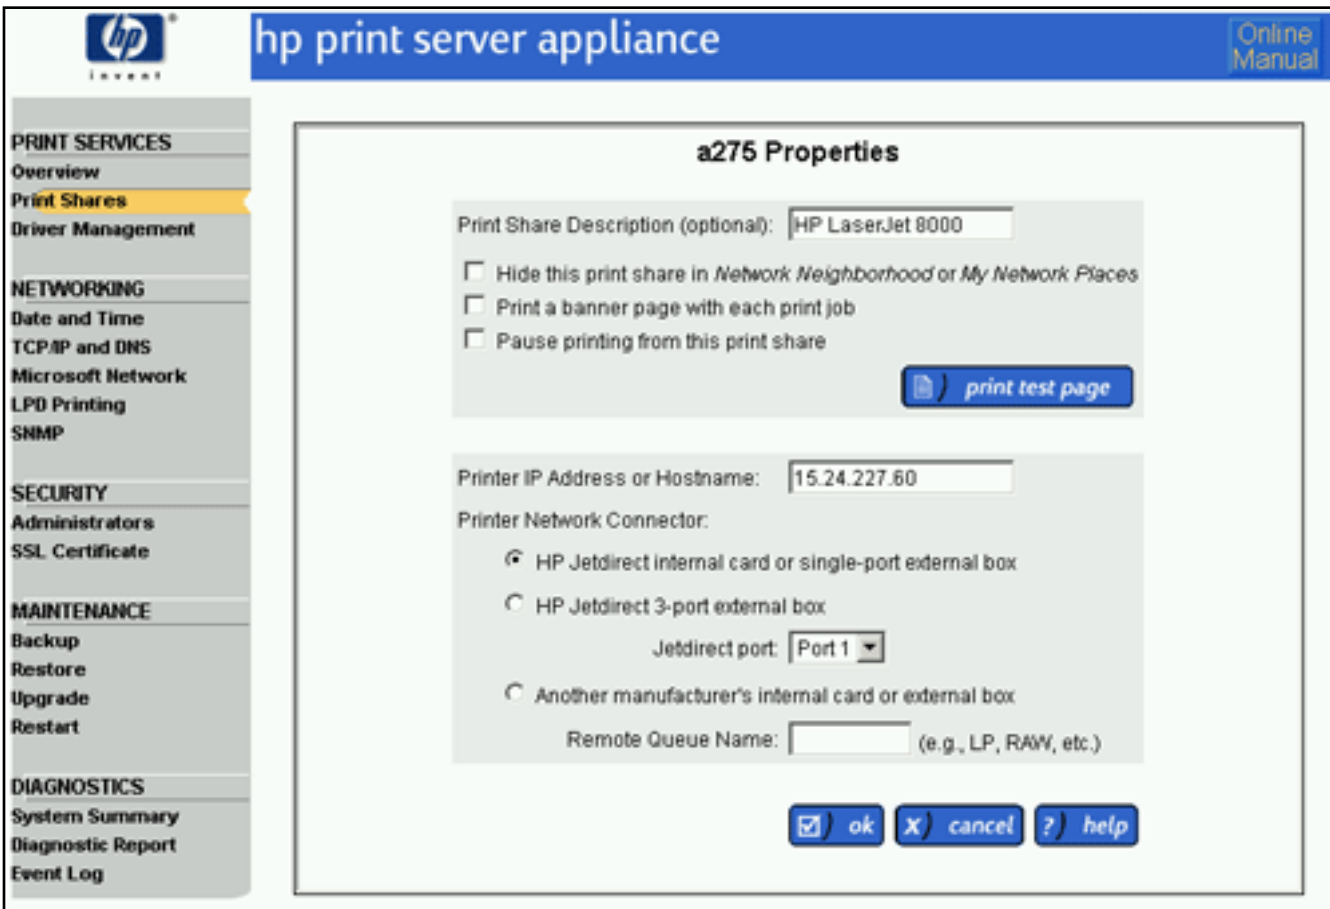 hp
invent
hp print server appliance
Online
Manual
PRINT SERVICES
Overview
Print Shares
Driver Management
NETWORKING
Date and Time
TCP/IP and DNS
Microsoft Network
LPD Printing
SNMP
SECURITY
Administrators
SSL Certificate
MAINTENANCE
Backup
Restore
Upgrade
Restart
DIAGNOSTICS
System Summary
Diagnostic Report
Event Log
a275 Properties
Print Share Description (optional): HP LaserJet 8000
Hide this print share in Network Neighborhood or My Network Places
Print a banner page with each print job
Pause printing from this print share
print test page
Printer IP Address or Hostname: 15.24.227.60
Printer Network Connector:
HP Jetdirect internal card or single-port external box
HP Jetdirect 3-port external box
Jetdirect port: Port 1
Another manufacturer's internal card or external box
Remote Queue Name: (e.g., LP, RAW, etc.)
ok X cancel ? help